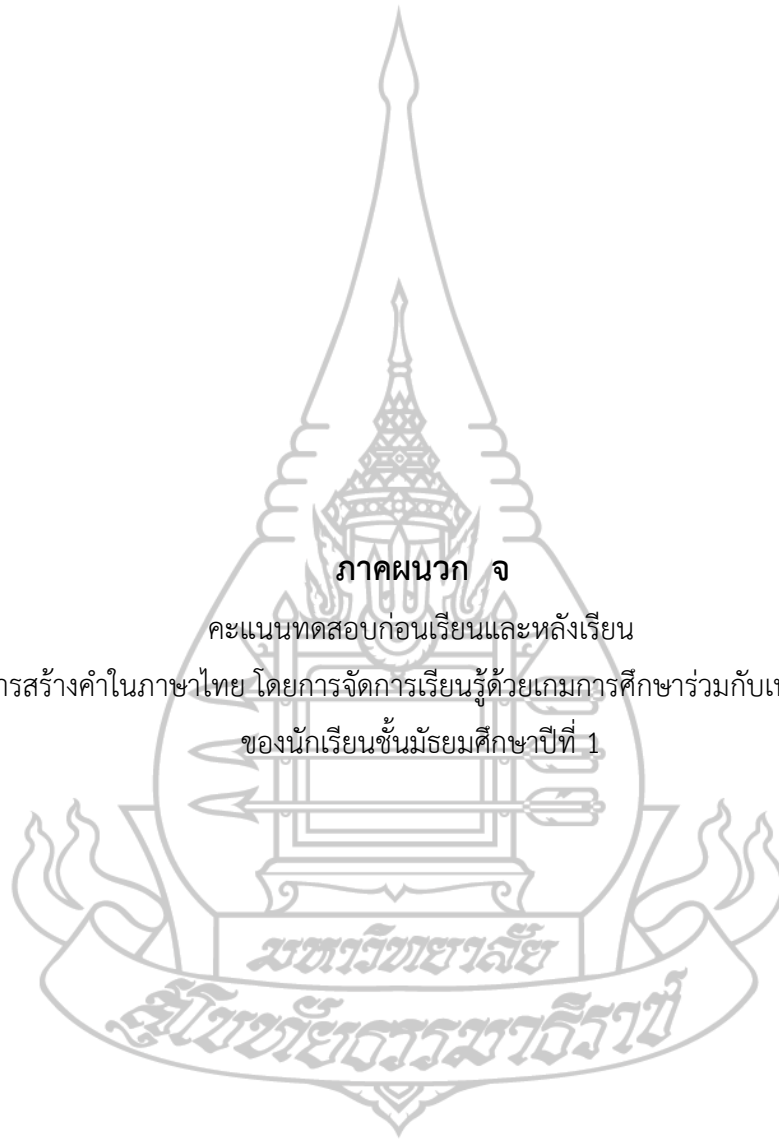 ภาคผนวก จ
คะแนนทดสอบก่อนเรียนและหลังเรียน
การสร้างคำในภาษาไทย โดยการจัดการเรียนรู้ด้วยเกมการศึกษาร่วมกับ
ของนักเรียนชั้นมัธยมศึกษาปีที่ 1
มหาวิทยาลัย
สุโขทัยธรรมาธิราช